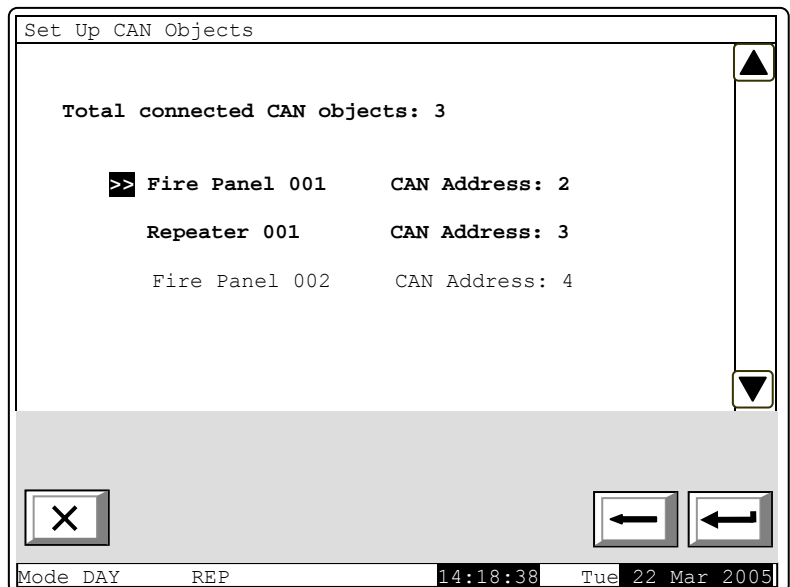 Set Up CAN Objects
Total connected CAN objects: 3
>> Fire Panel 001 CAN Address: 2
Repeater 001 CAN Address: 3
Fire Panel 002 CAN Address: 4
Mode DAY REP 14:18:38 Tue 22 Mar 2005